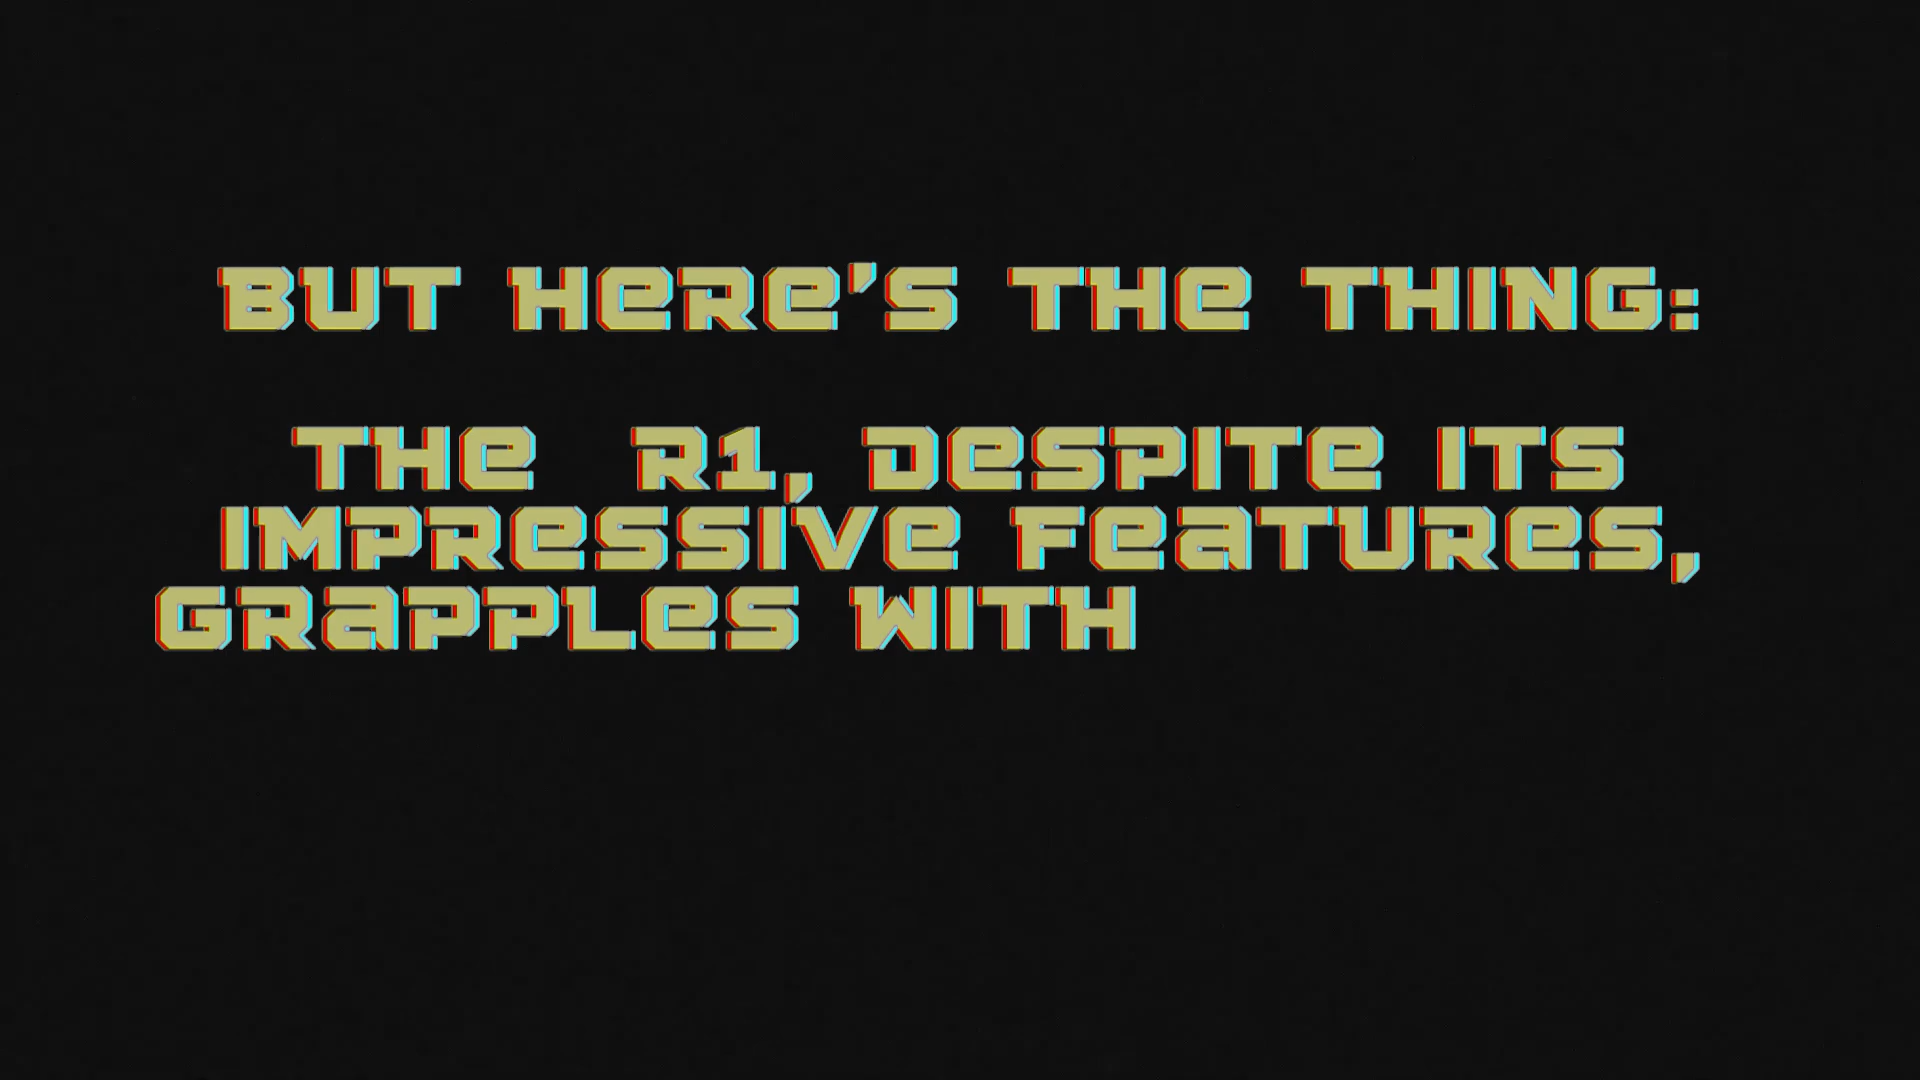 BUT HERE'S THE THING:
THE R1, DESPITE ITS
IMPRESSIVE FEATURES,
GRAPPLES WITH